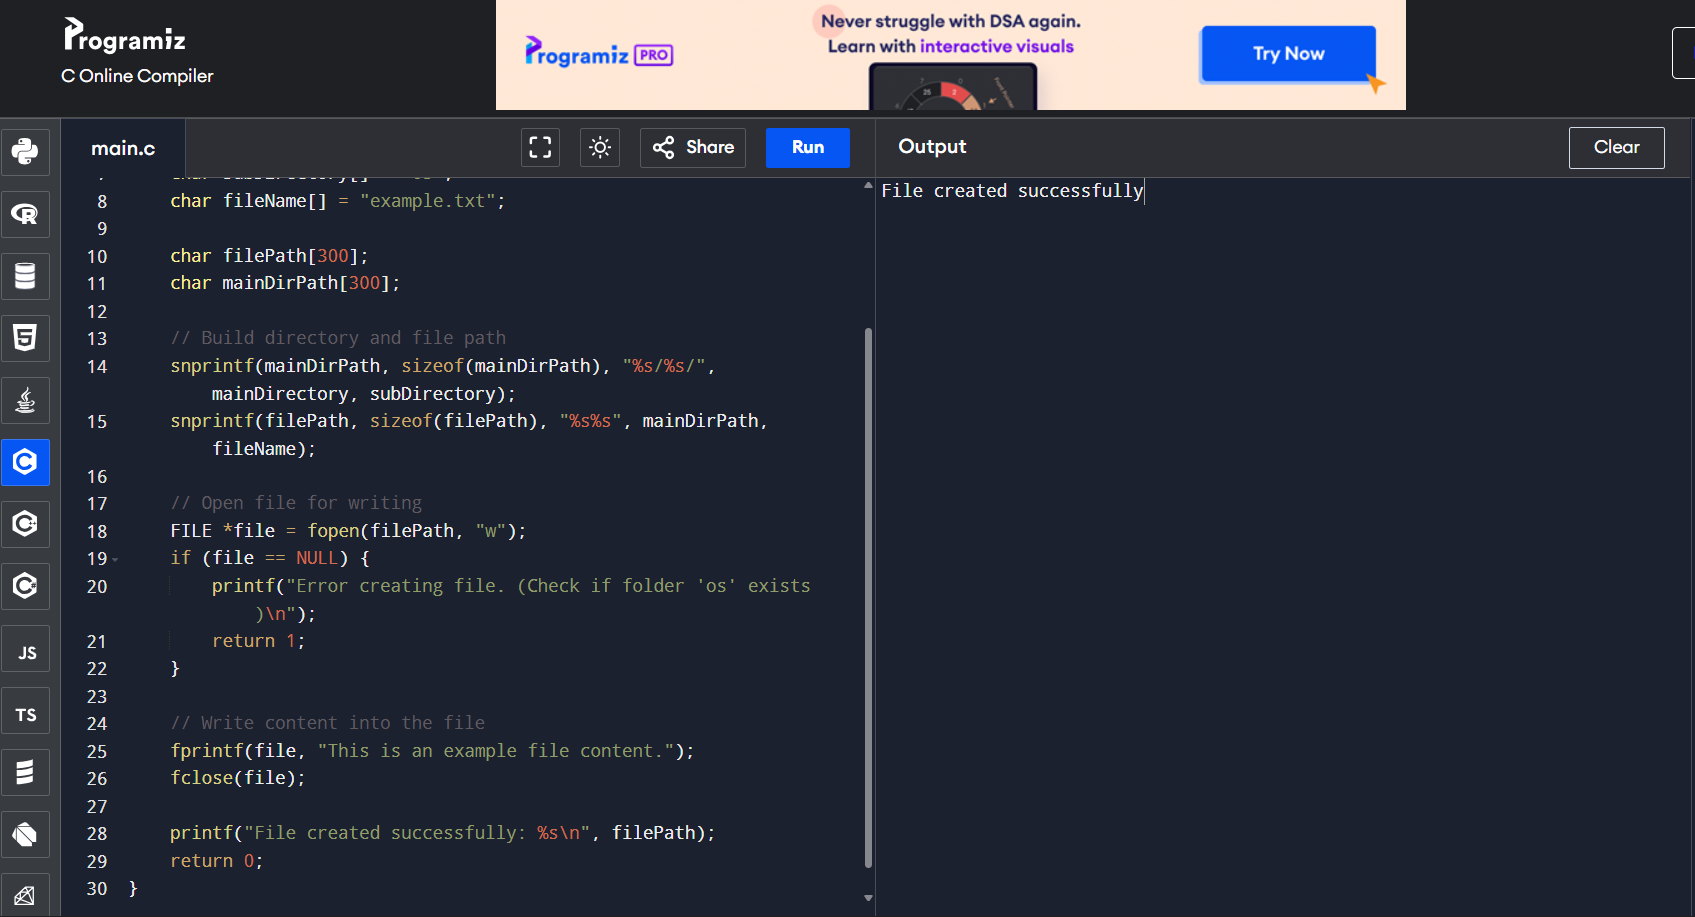 Programiz
C Online Compiler
Programiz PRO
Never struggle with DSA again.
Learn with interactive visuals
Try Now
main.c
Share
Run
Output
Clear
8 char fileName[] = "example.txt";
9
10 char filePath[300];
11 char mainDirPath[300];
12
13 // Build directory and file path
14 snprintf(mainDirPath, sizeof(mainDirPath), "%s/%s/",
mainDirectory, subDirectory);
15 snprintf(filePath, sizeof(filePath), "%s%s", mainDirPath,
fileName);
16
17 // Open file for writing
18 FILE *file = fopen(filePath, "w");
19 if (file == NULL) {
20 printf("Error creating file. (Check if folder 'os' exists
)\n");
21 return 1;
22 }
23
24 // Write content into the file
25 fprintf(file, "This is an example file content.");
26 fclose(file);
27
28 printf("File created successfully: %s\n", filePath);
29 return 0;
30 }
File created successfully
JS
TS